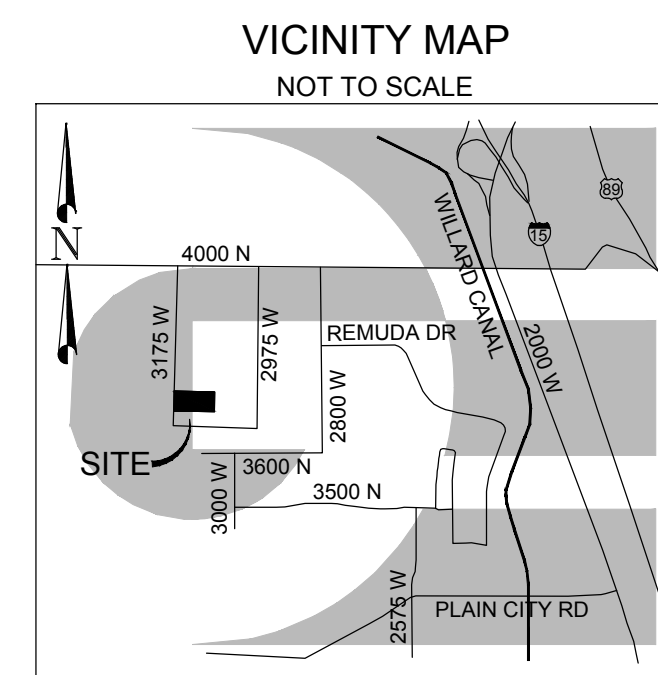 VICINITY MAP
NOT TO SCALE
N
4000 N
WILLARD CANAL
15
89
3175 W
2975 W
REMUDA DR
2000 W
2800 W
SITE
3600 N
3000 W
3500 N
2575 W
PLAIN CITY RD